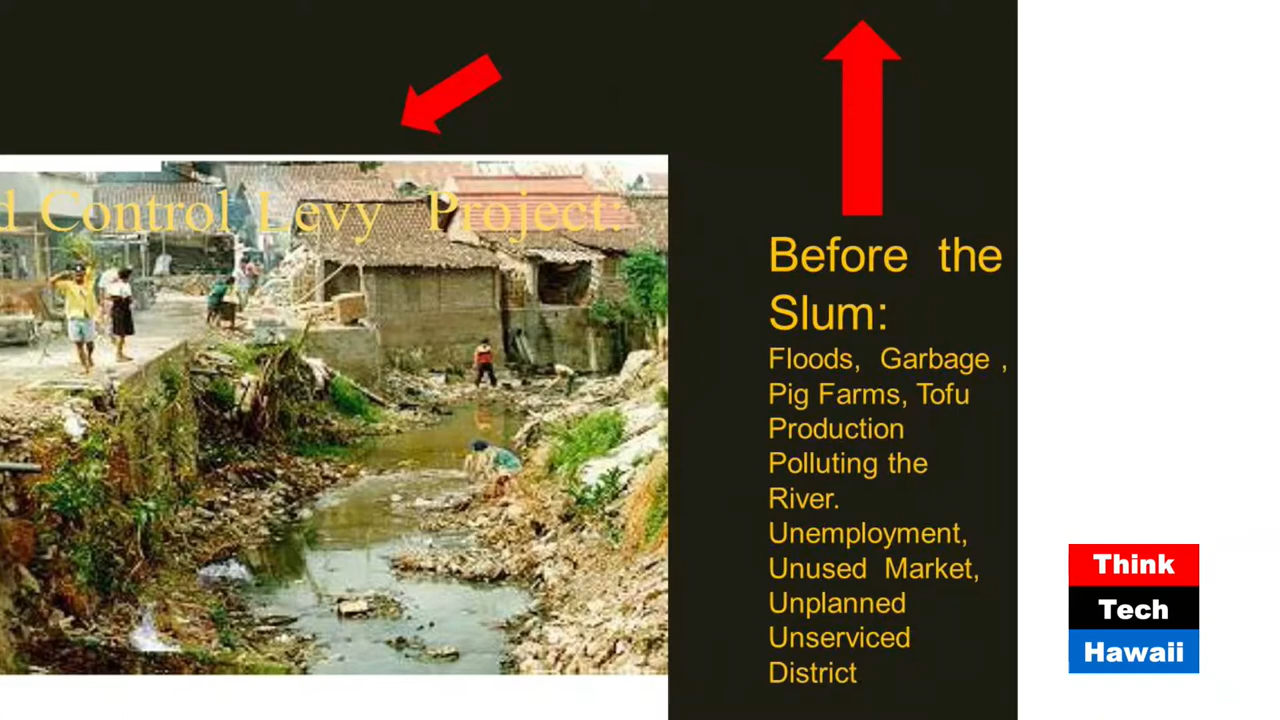 d Control Levy Project:
Before the
Slum:
Floods, Garbage ,
Pig Farms, Tofu
Production
Polluting the
River.
Unemployment,
Unused Market,
Unplanned
Unserviced
District
Think
Tech
Hawaii